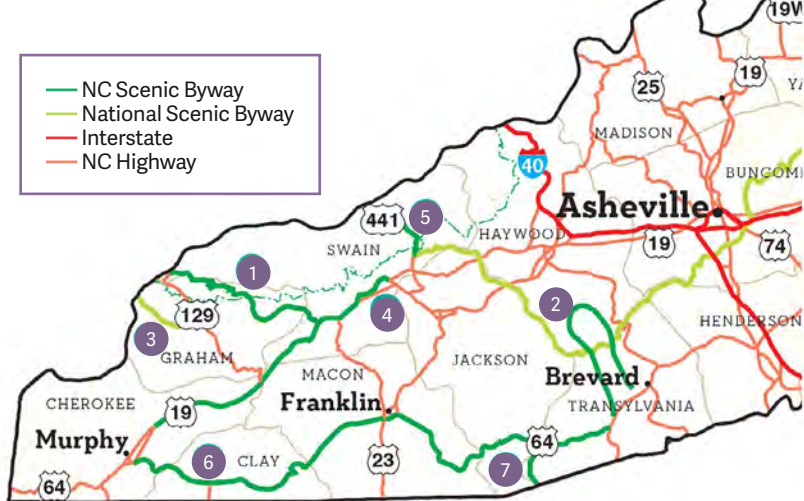 NC Scenic Byway
National Scenic Byway
Interstate
NC Highway
19W
25
19
YA
MADISON
40
BUNCOM
Asheville
441
5
SWAIN
HAYWOOD
19
74
1
129
2
4
3
HENDERSON
GRAHAM
JACKSON
MACON
Brevard
CHEROKEE
Franklin
TRANSYLVANIA
19
Murphy
64
6
CLAY
23
7
64